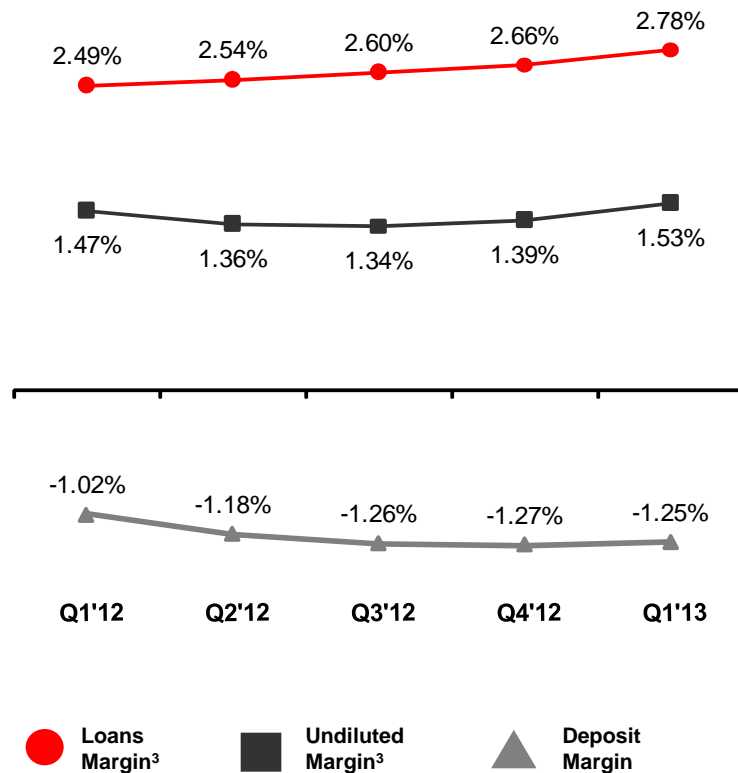 2.49%
2.54%
2.60%
2.66%
2.78%
1.47%
1.36%
1.34%
1.39%
1.53%
-1.02%
-1.18%
-1.26%
-1.27%
-1.25%
Q1'12
Q2'12
Q3'12
Q4'12
Q1'13
Loans
Margin³
Undiluted
Margin³
Deposit
Margin